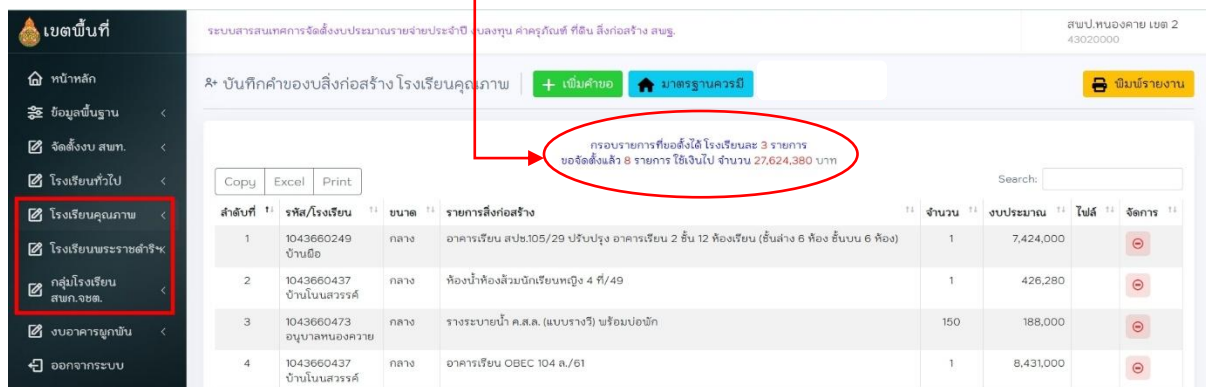 เขตพื้นที่
ระบบสารสนเทศการจัดตั้งงบประมาณรายจ่ายประจำปี งบลงทุน ค่าครุภัณฑ์ ที่ดิน สิ่งก่อสร้าง สพฐ.
สพป.หนองคาย เขต 2
43020000
หน้าหลัก
ข้อมูลพื้นฐาน
จัดตั้งงบ สพท.
โรงเรียนทั่วไป
โรงเรียนคุณภาพ
โรงเรียนพระราชดำริฯ
กลุ่มโรงเรียน
สพก.จชต.
งบอาคารผูกพัน
ออกจากระบบ
บันทึกคำของบสิ่งก่อสร้าง โรงเรียนคุณภาพ
+ เพิ่มคำขอ
มาตรฐานควรมี
พิมพ์รายงาน
กรอบรายการที่ขอตั้งได้ โรงเรียนละ 3 รายการ
ขอจัดตั้งแล้ว 8 รายการ ใช้เงินไป จำนวน 27,624,380 บาท
Copy Excel Print
Search:
ลำดับที่ รหัส/โรงเรียน ขนาด รายการสิ่งก่อสร้าง จำนวน งบประมาณ ไฟล์ จัดการ
1 1043660249 กลาง อาคารเรียน สปช.105/29 ปรับปรุง อาคารเรียน 2 ชั้น 12 ห้องเรียน (ชั้นล่าง 6 ห้อง ชั้นบน 6 ห้อง) 1 7,424,000
บ้านผือ
2 1043660437 กลาง ห้องน้ำห้องส้วมนักเรียนหญิง 4 ที่/49 1 426,280
บ้านโนนสวรรค์
3 1043660473 กลาง รางระบายน้ำ ค.ส.ล. (แบบรางวี) พร้อมบ่อพัก 150 188,000
อนุบาลหนองควาย
4 1043660437 กลาง อาคารเรียน OBEC 104 ล./61 1 8,431,000
บ้านโนนสวรรค์